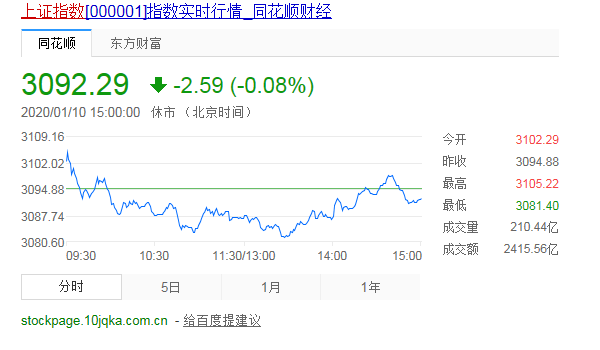 上证指数[000001]指数实时行情_同花顺财经
同花顺 东方财富
3092.29 -2.59 (-0.08%)
2020/01/10 15:00:00 休市 （北京时间）
3109.16
3102.02
3094.88
3087.74
3080.60
09:30 10:30 11:30/13:00 14:00 15:00
今开 3102.29
昨收 3094.88
最高 3105.22
最低 3081.40
成交量 210.44亿
成交额 2415.56亿
分时 5日 1月 1年
stockpage.10jqka.com.cn - 给百度提建议